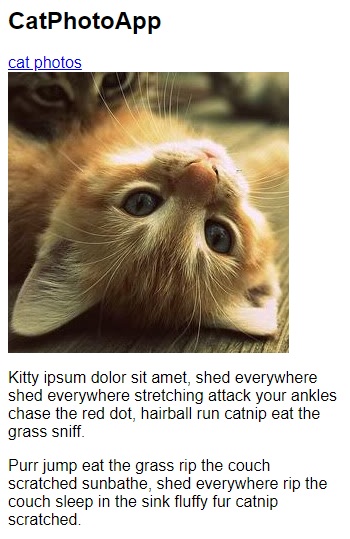 CatPhotoApp
cat photos
Kitty ipsum dolor sit amet, shed everywhere
shed everywhere stretching attack your ankles
chase the red dot, hairball run catnip eat the
grass sniff.
Purr jump eat the grass rip the couch
scratched sunbathe, shed everywhere rip the
couch sleep in the sink fluffy fur catnip
scratched.